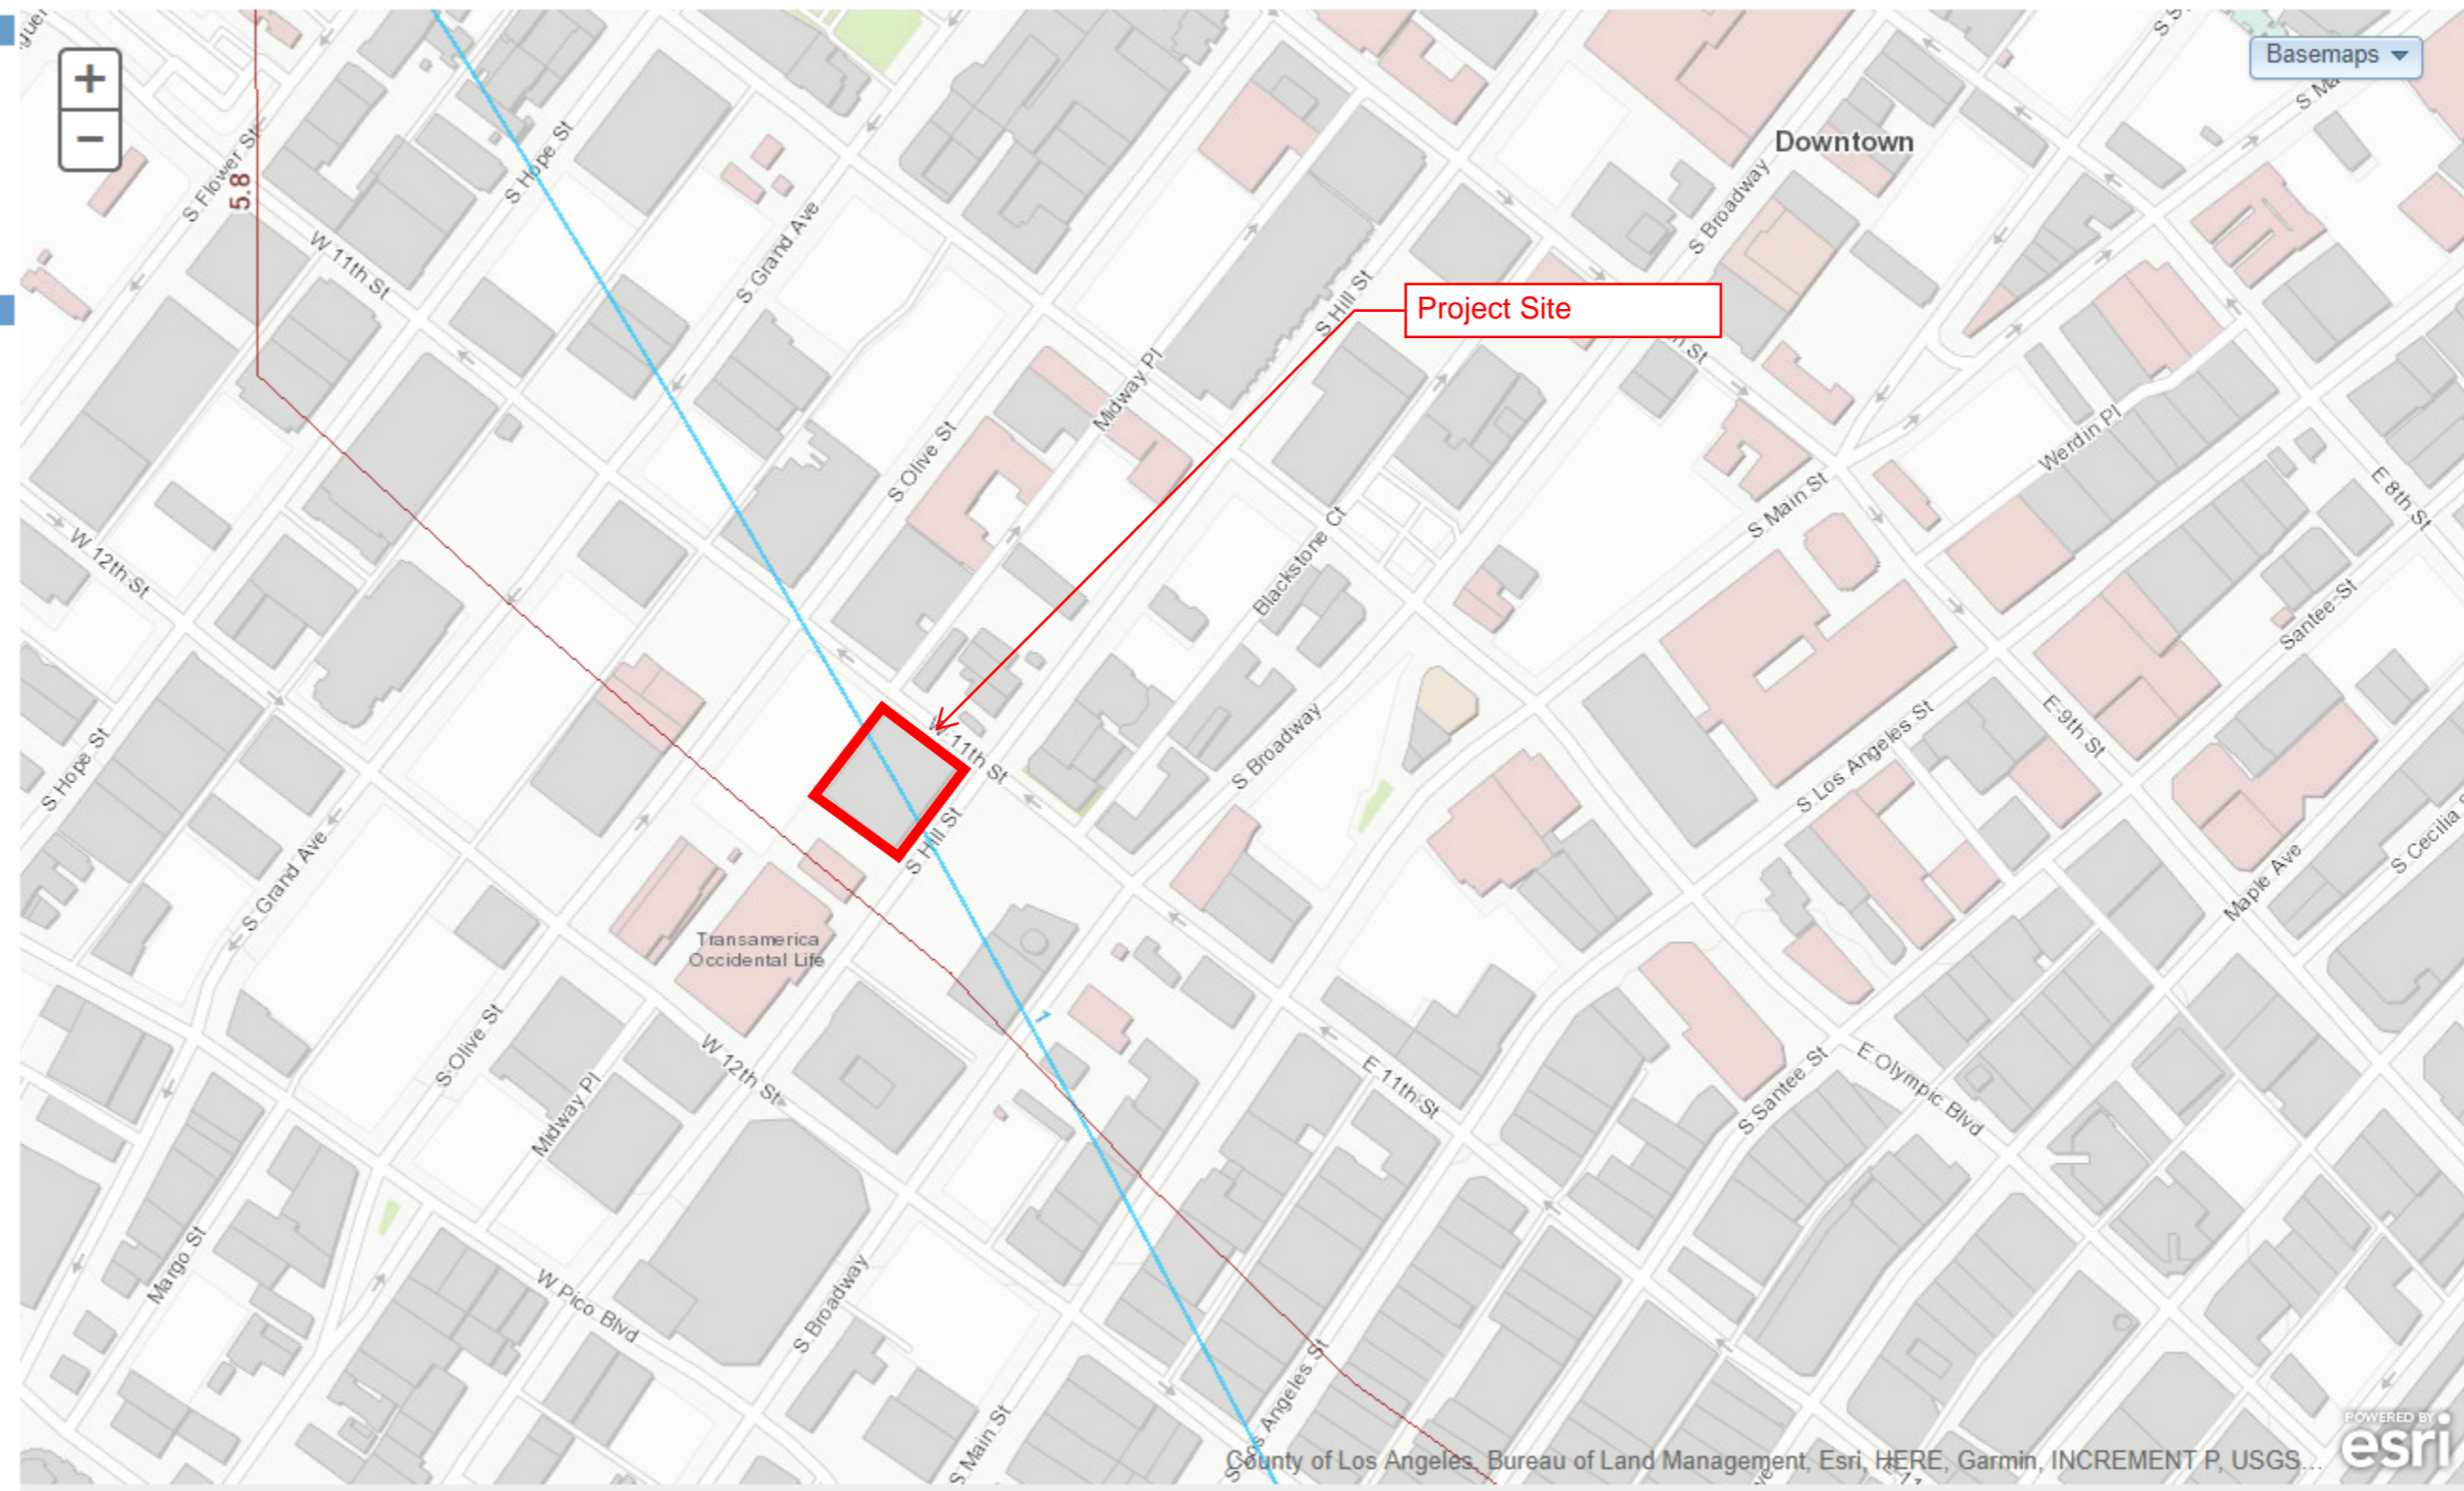 +
−
Basemaps
Downtown
Project Site
5.8
S Flower St
S Hope St
W 11th St
S Grand Ave
S Hill St
S Broadway
Midway Pl
S Olive St
W 12th St
Blackstone Ct
S Main St
Werdin Pl
E 8th St
Santee St
E 9th St
W 11th St
S Hill St
S Broadway
S Los Angeles St
S Hope St
S Grand Ave
Maple Ave
S Cecilia
Transamerica
Occidental Life
1
S Olive St
Midway Pl
W 12th St
E 11th St
S Santee St
E Olympic Blvd
Margo St
W Pico Blvd
S Broadway
S Main St
S Los Angeles St
County of Los Angeles, Bureau of Land Management, Esri, HERE, Garmin, INCREMENT P, USGS...
POWERED BY
esri